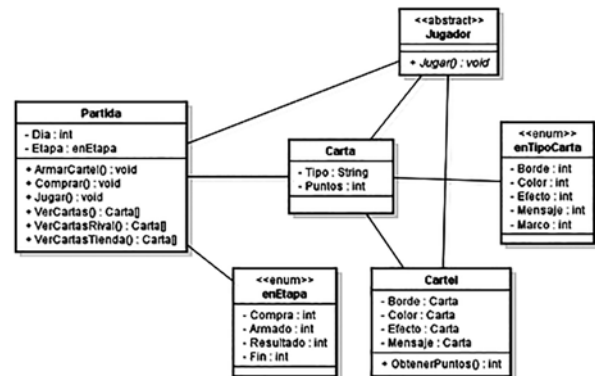 <<abstract>>
Jugador
+ Jugar() : void
Partida
- Dia : int
- Etapa : enEtapa
+ ArmarCartel() : void
+ Comprar() : void
+ Jugar() : void
+ VerCartas() : Carta[]
+ VerCartasRival() : Carta[]
+ VerCartasTienda() : Carta[]
Carta
- Tipo : String
- Puntos : int
<<enum>>
enTipoCarta
- Borde : int
- Color : int
- Efecto : int
- Mensaje : int
- Marco : int
<<enum>>
enEtapa
- Compra : int
- Armado : int
- Resultado : int
- Fin : int
Cartel
- Borde : Carta
- Color : Carta
- Efecto : Carta
- Mensaje : Carta
+ ObtenerPuntos() : int